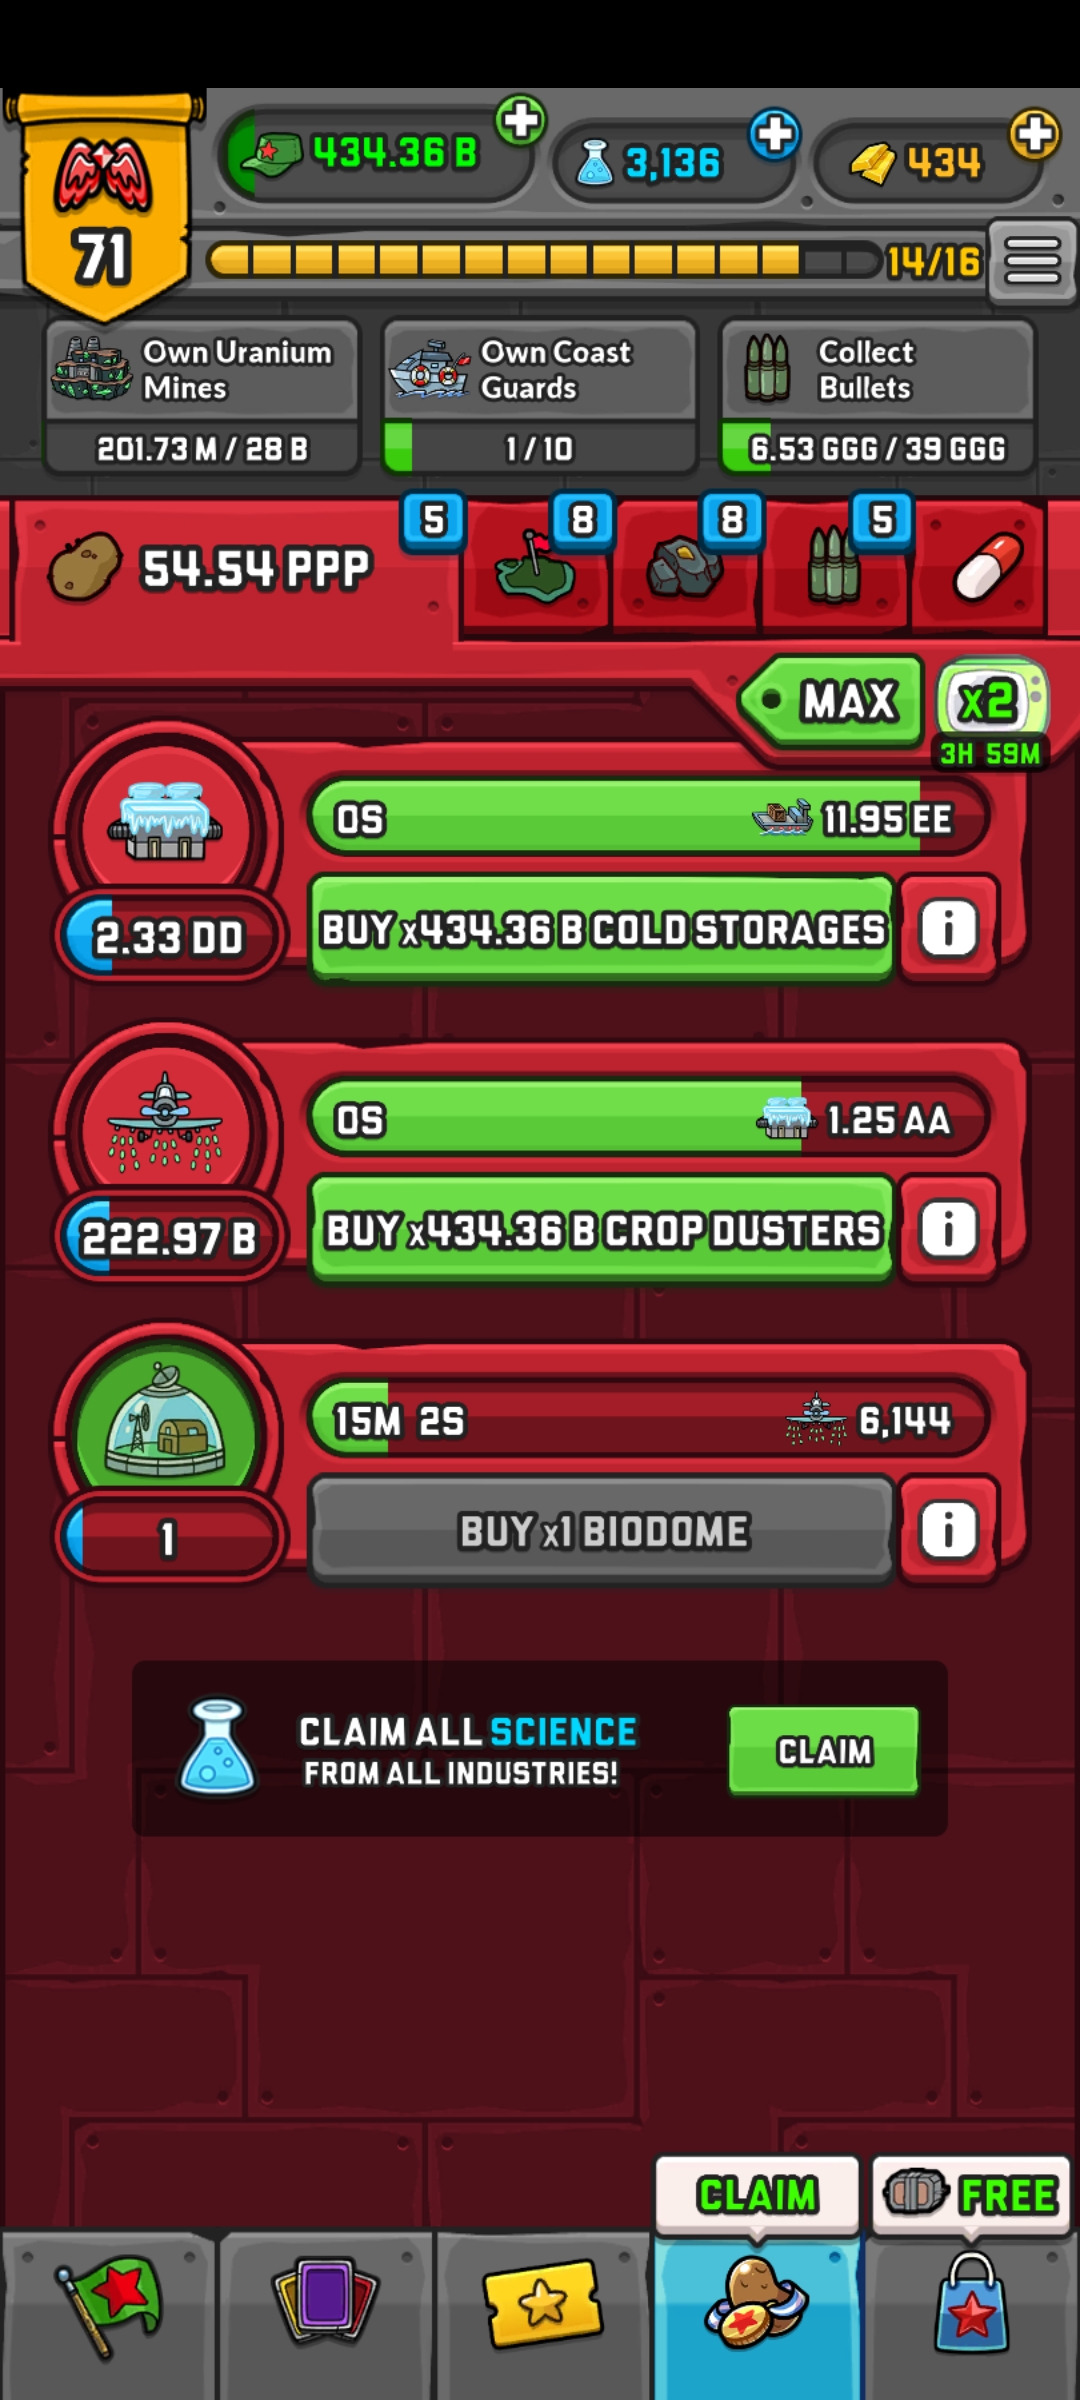 434.36 B
3,136
434
71
14/16
Own Uranium
Mines
201.73 M / 28 B
Own Coast
Guards
1 / 10
Collect
Bullets
6.53 GGG / 39 GGG
54.54 PPP
5
8
8
5
MAX
x2
3H 59M
0S
11.95 EE
2.33 DD
BUY x434.36 B COLD STORAGES
i
0S
1.25 AA
222.97 B
BUY x434.36 B CROP DUSTERS
i
15M 2S
6,144
1
BUY x1 BIODOME
i
CLAIM ALL SCIENCE
FROM ALL INDUSTRIES!
CLAIM
CLAIM
FREE